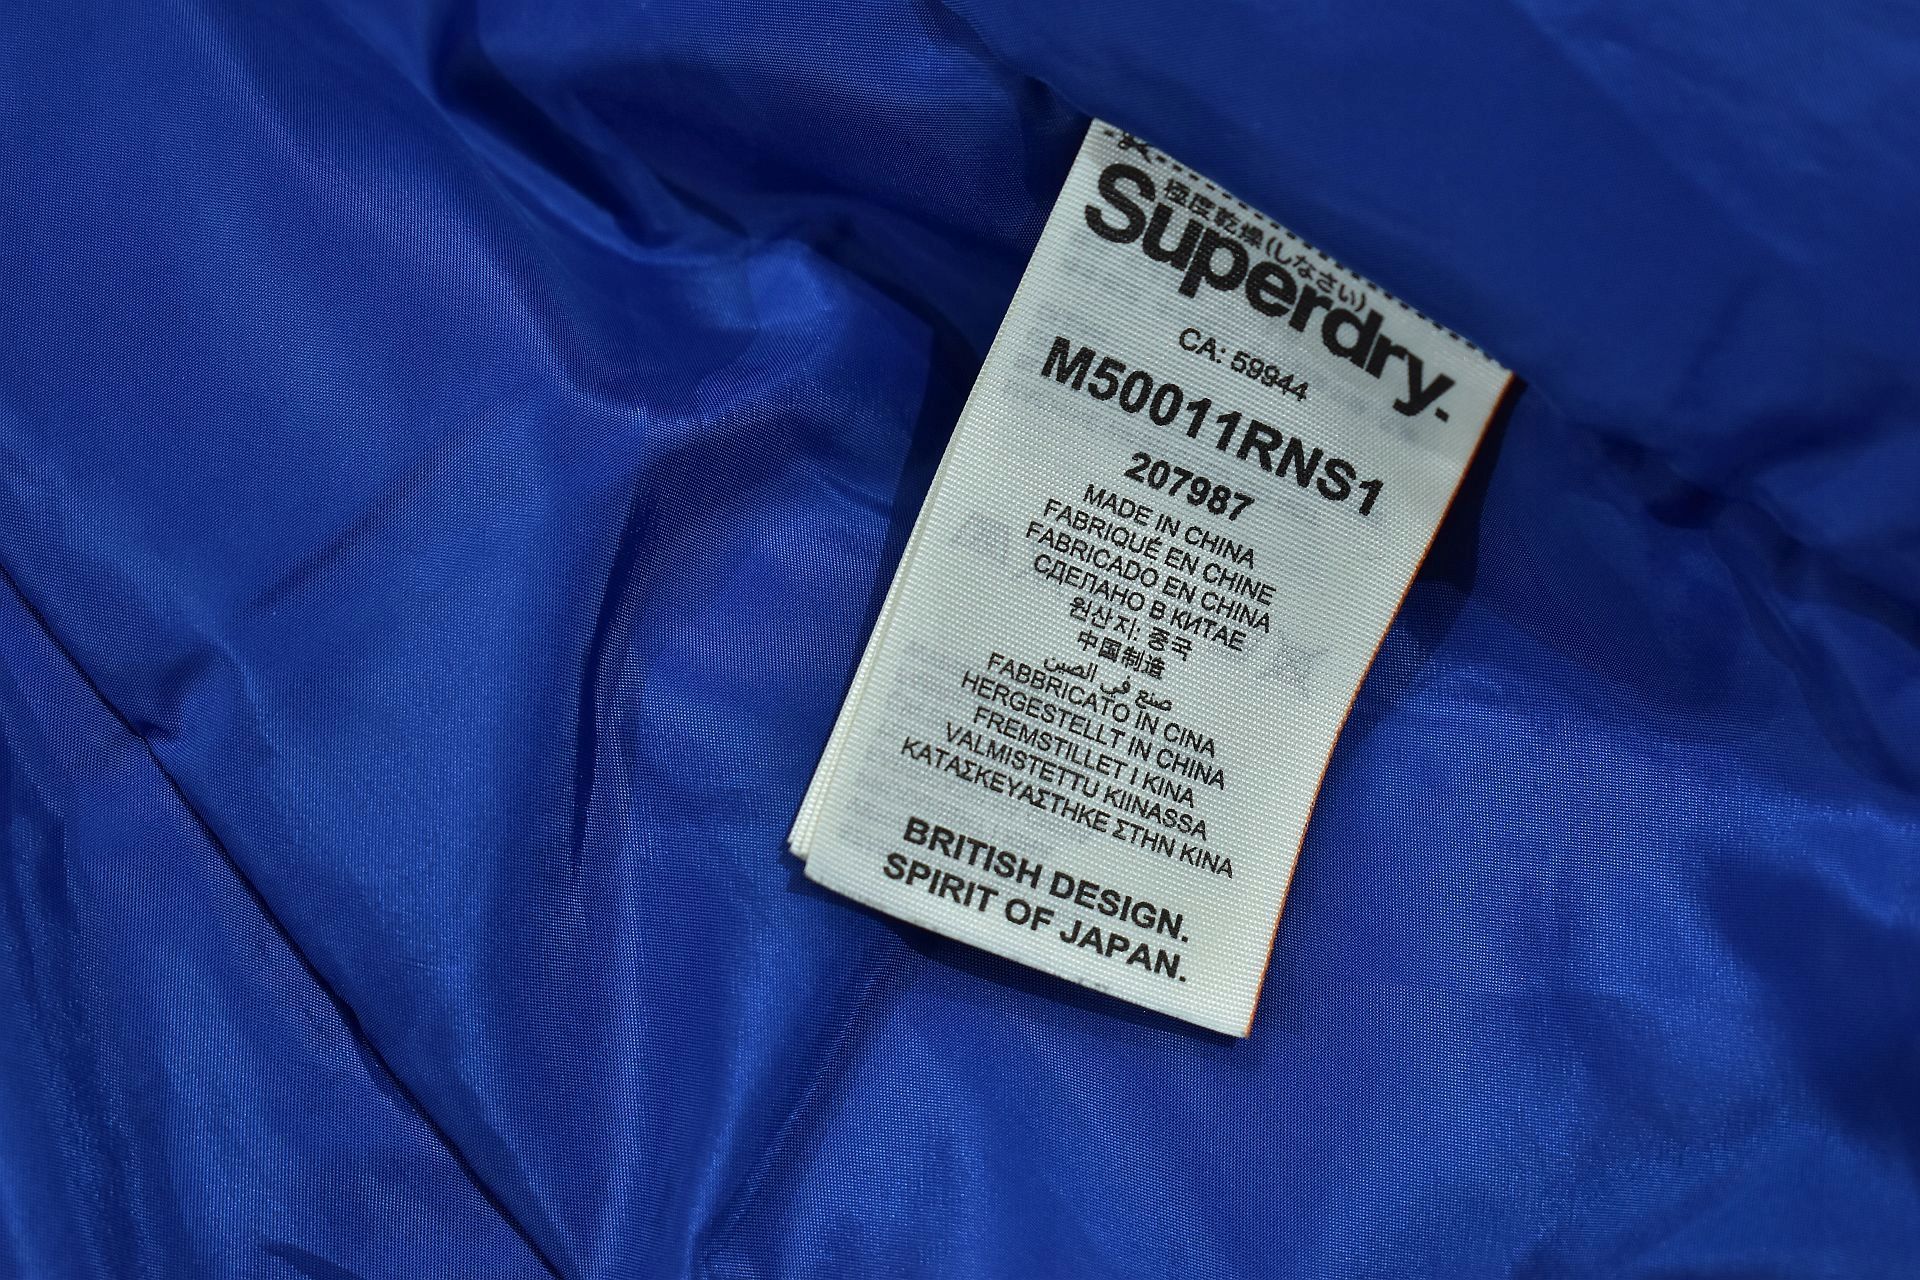 極度乾燥(しなさい)
Superdry.
CA: 59944
M50011RNS1
207987
MADE IN CHINA
FABRIQUÉ EN CHINE
FABRICADO EN CHINA
СДЕЛАНО В КИТАЕ
원산지: 중국
中国制造
صنع في الصين
FABBRICATO IN CINA
HERGESTELLT IN CHINA
FREMSTILLET I KINA
VALMISTETTU KIINASSA
ΚΑΤΑΣΚΕΥΑΣΤΗΚΕ ΣΤΗΝ ΚΙΝΑ
BRITISH DESIGN.
SPIRIT OF JAPAN.